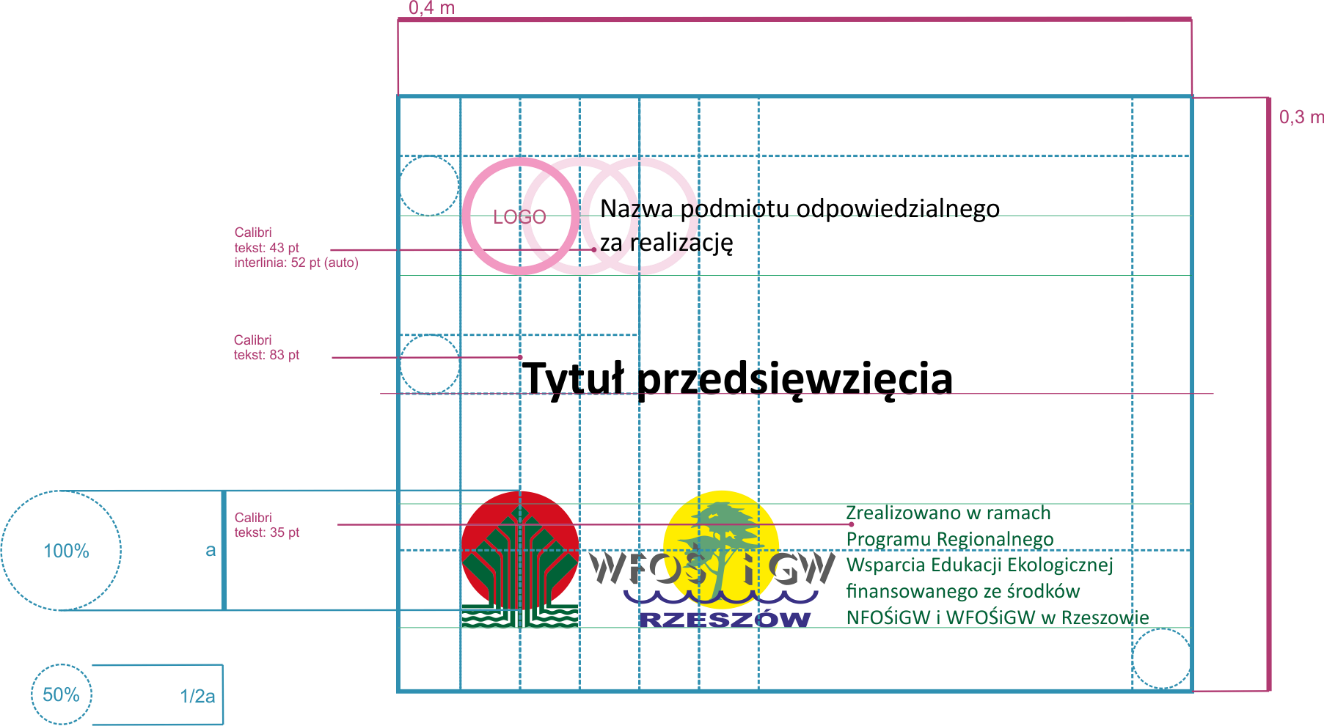 0,4 m
0,3 m
LOGO
Nazwa podmiotu odpowiedzialnego
za realizację
Calibri
tekst: 43 pt
interlinia: 52 pt (auto)
Calibri
tekst: 83 pt
Tytuł przedsięwzięcia
100%
a
Calibri
tekst: 35 pt
WFOŚiGW
RZESZÓW
Zrealizowano w ramach
Programu Regionalnego
Wsparcia Edukacji Ekologicznej
finansowanego ze środków
NFOŚiGW i WFOŚiGW w Rzeszowie
50%
1/2a